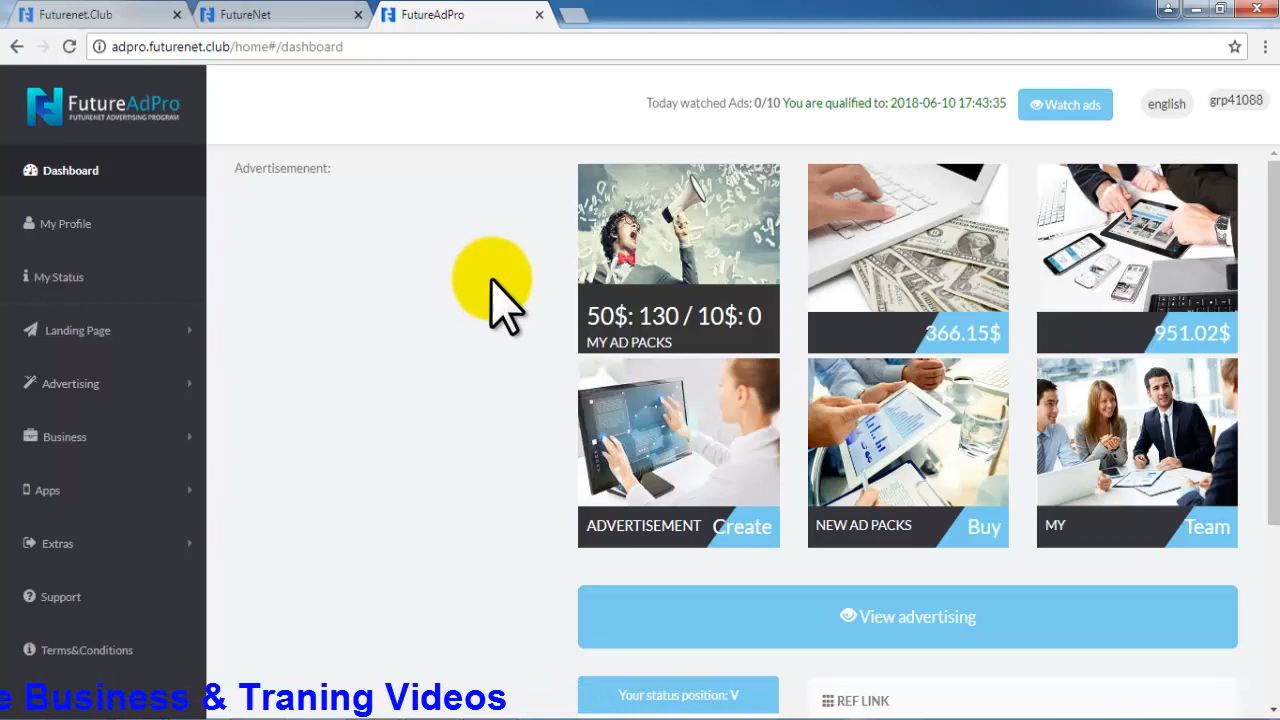 Futurenet.Club
FutureNet
FutureAdPro
adpro.futurenet.club/home#/dashboard
FutureAdPro
FUTURENET ADVERTISING PROGRAM
Today watched Ads: 0/10 You are qualified to: 2018-06-10 17:43:35
Watch ads
english
grp41088
Dashboard
My Profile
My Status
Landing Page
Advertising
Business
Apps
Extras
Support
Terms&Conditions
Advertisemenent:
50$: 130 / 10$: 0
MY AD PACKS
366.15$
951.02$
ADVERTISEMENT Create
NEW AD PACKS Buy
MY Team
View advertising
Your status position: V
REF LINK
e Business & Traning Videos